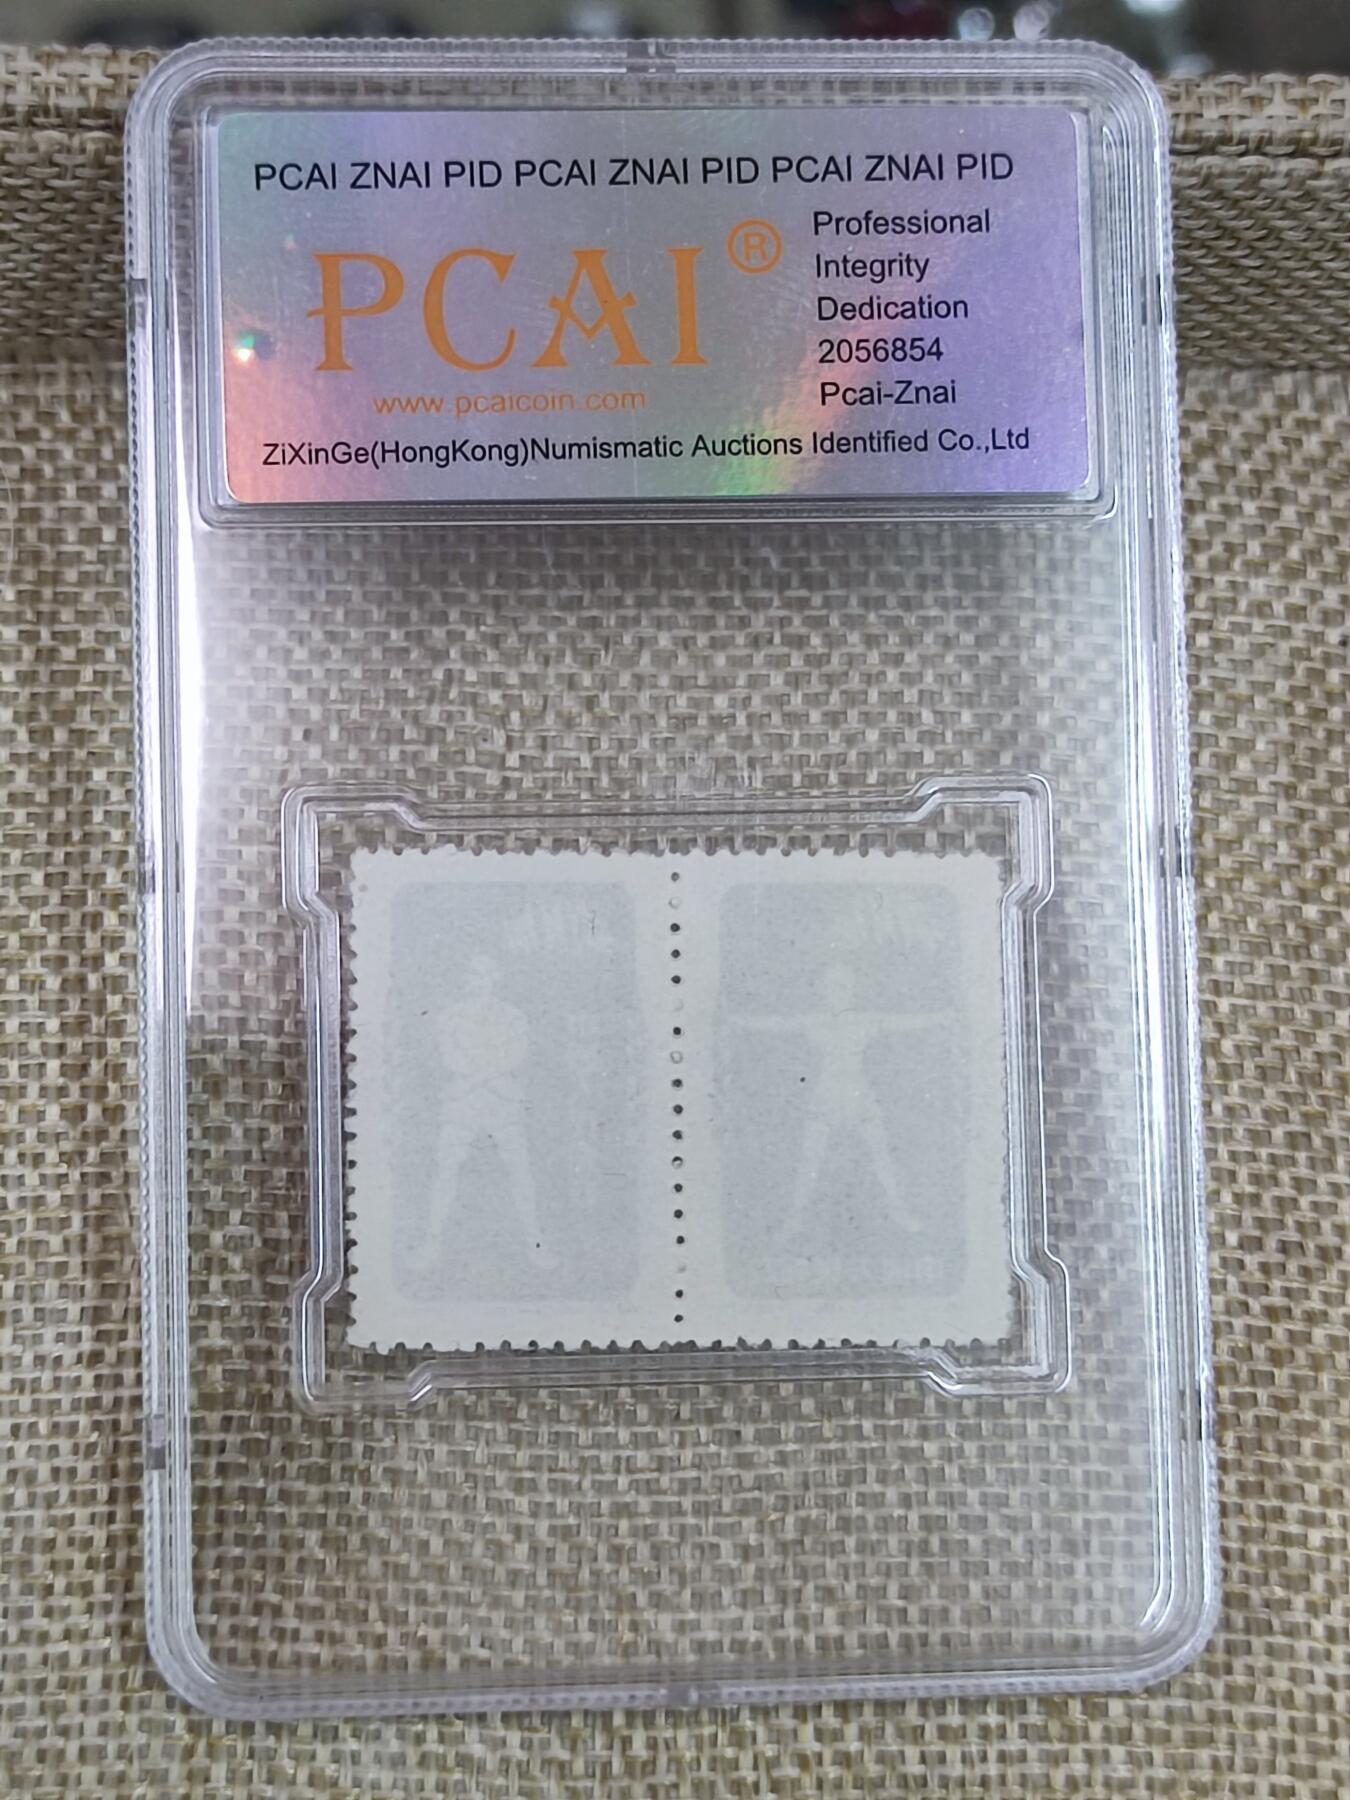 PCAI ZNAI PID PCAI ZNAI PID PCAI ZNAI PID
PCAI®
www.pcaicoin.com
Professional
Integrity
Dedication
2056854
Pcai-Znai
ZiXinGe(HongKong)Numismatic Auctions Identified Co.,Ltd